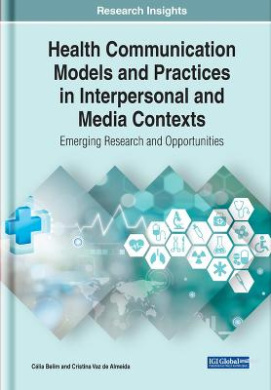 Research Insights
Health Communication
Models and Practices
in Interpersonal and
Media Contexts
Emerging Research and Opportunities
Célia Belim and Cristina Vaz de Almeida
IGI Global